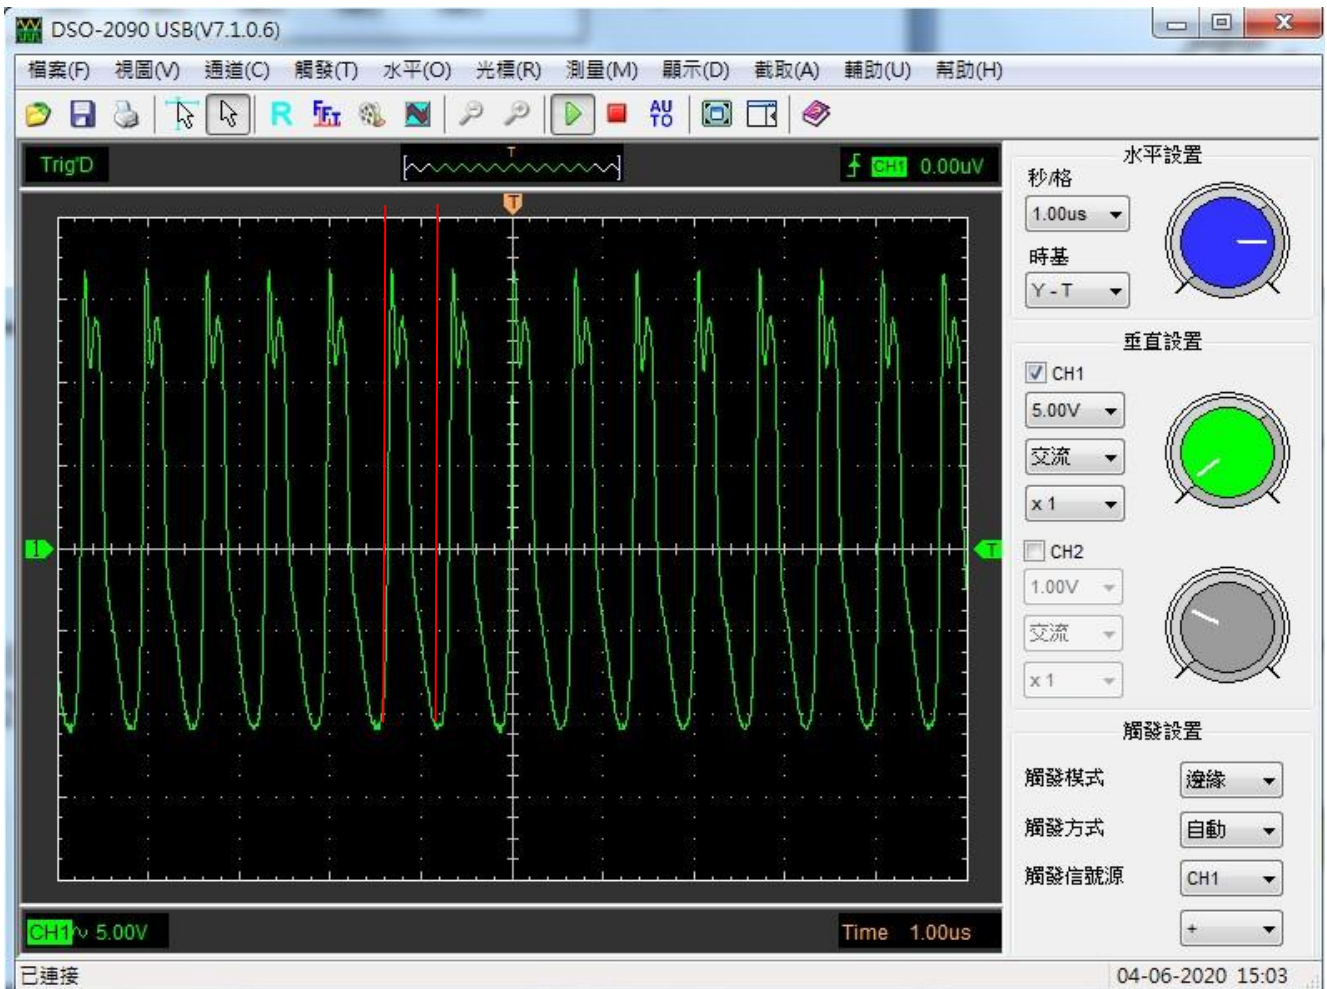 DSO-2090 USB(V7.1.0.6)
檔案(F) 視圖(V) 通道(C) 觸發(T) 水平(O) 光標(R) 測量(M) 顯示(D) 截取(A) 輔助(U) 幫助(H)
R FFT AUTO
Trig'D T CH1 0.00uV
T
1 T
CH1 5.00V Time 1.00us
水平設置
秒/格
1.00us
時基
Y - T
垂直設置
CH1
5.00V
交流
x 1
CH2
1.00V
交流
x 1
觸發設置
觸發模式 邊緣
觸發方式 自動
觸發信號源 CH1
+
已連接 04-06-2020 15:03